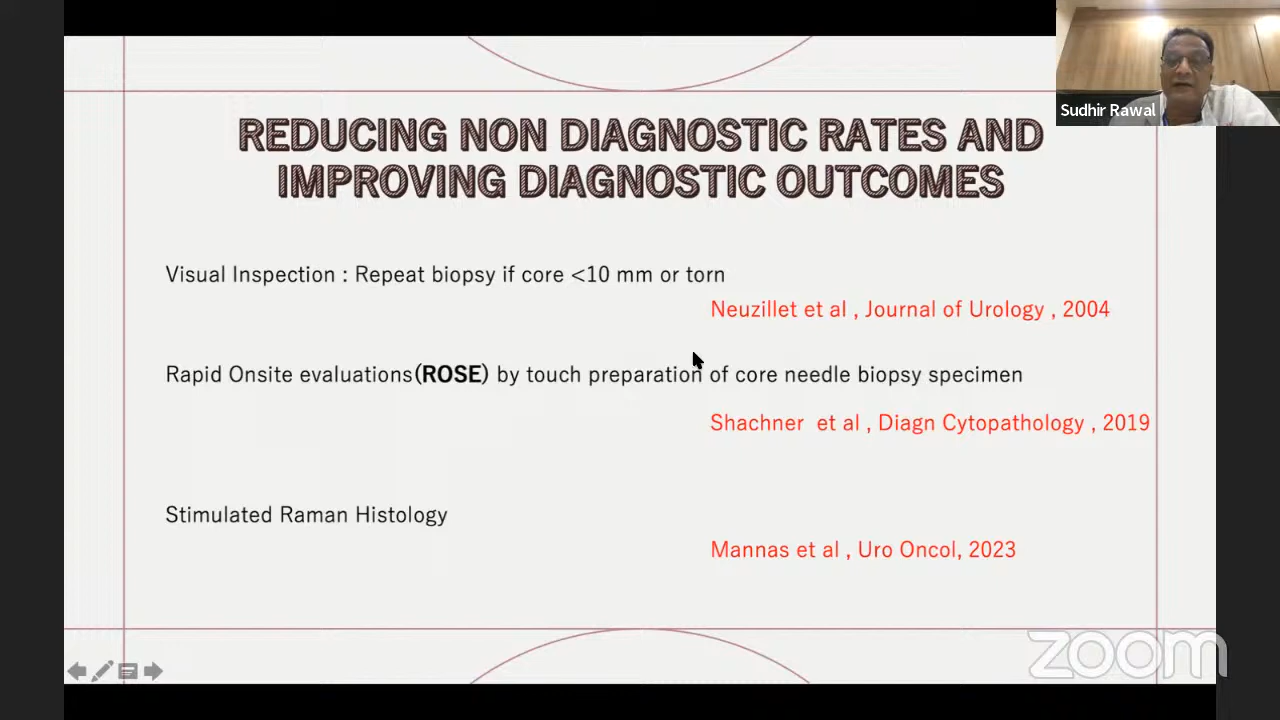 Sudhir Rawal
REDUCING NON DIAGNOSTIC RATES AND
IMPROVING DIAGNOSTIC OUTCOMES
Visual Inspection : Repeat biopsy if core <10 mm or torn
Neuzillet et al , Journal of Urology , 2004
Rapid Onsite evaluations(ROSE) by touch preparation of core needle biopsy specimen
Shachner et al , Diagn Cytopathology , 2019
Stimulated Raman Histology
Mannas et al , Uro Oncol, 2023
zoom